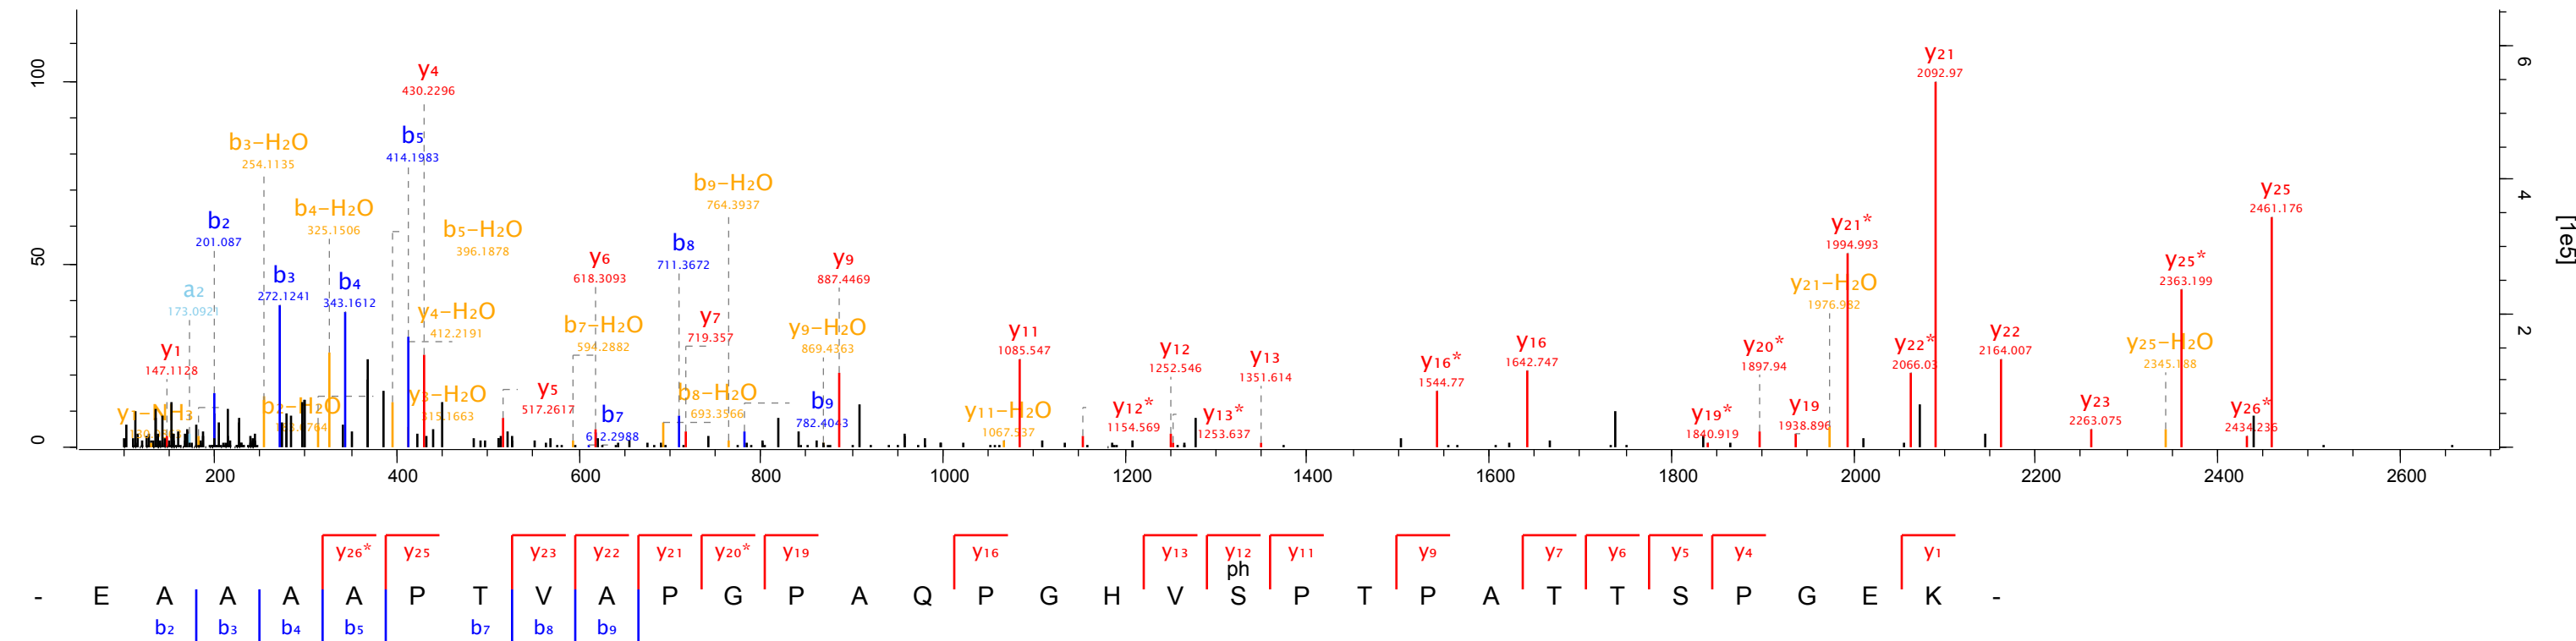 y4
430.2296
b5
414.1983
b3-H2O
254.1135
b4-H2O
325.1506
b2
201.087
b5-H2O
396.1878
b3
272.1241
b4
343.1612
a2
173.0921
y4-H2O
412.2191
y1
147.1128
y1-NH3
b2-H2O
y3-H2O
315.1663
y5
517.2617
y6
618.3093
b7-H2O
594.2882
b7
612.2988
b8
711.3672
y7
719.357
b8-H2O
693.3566
b9-H2O
764.3937
b9
782.4043
y9
887.4469
y9-H2O
869.4363
y11
1085.547
y11-H2O
1067.537
y12
1252.546
y12*
1154.569
y13*
1253.637
y13
1351.614
y16*
1544.77
y16
1642.747
y19*
1840.919
y20*
1897.94
y19
1938.896
y21*
1994.993
y21-H2O
1976.982
y21
2092.97
y22*
2066.03
y22
2164.007
y23
2263.075
y25*
2363.199
y25-H2O
2345.188
y26*
2434.236
y25
2461.176
100
50
0
6
4
2
[1e5]
200 400 600 800 1000 1200 1400 1600 1800 2000 2200 2400 2600
y26* y25 y23 y22 y21 y20* y19 y16 y13 y12 y11 y9 y7 y6 y5 y4 y1
ph
- E A A A A P T V A P G P A Q P G H V S P T P A T T S P G E K -
b2 b3 b4 b5 b7 b8 b9